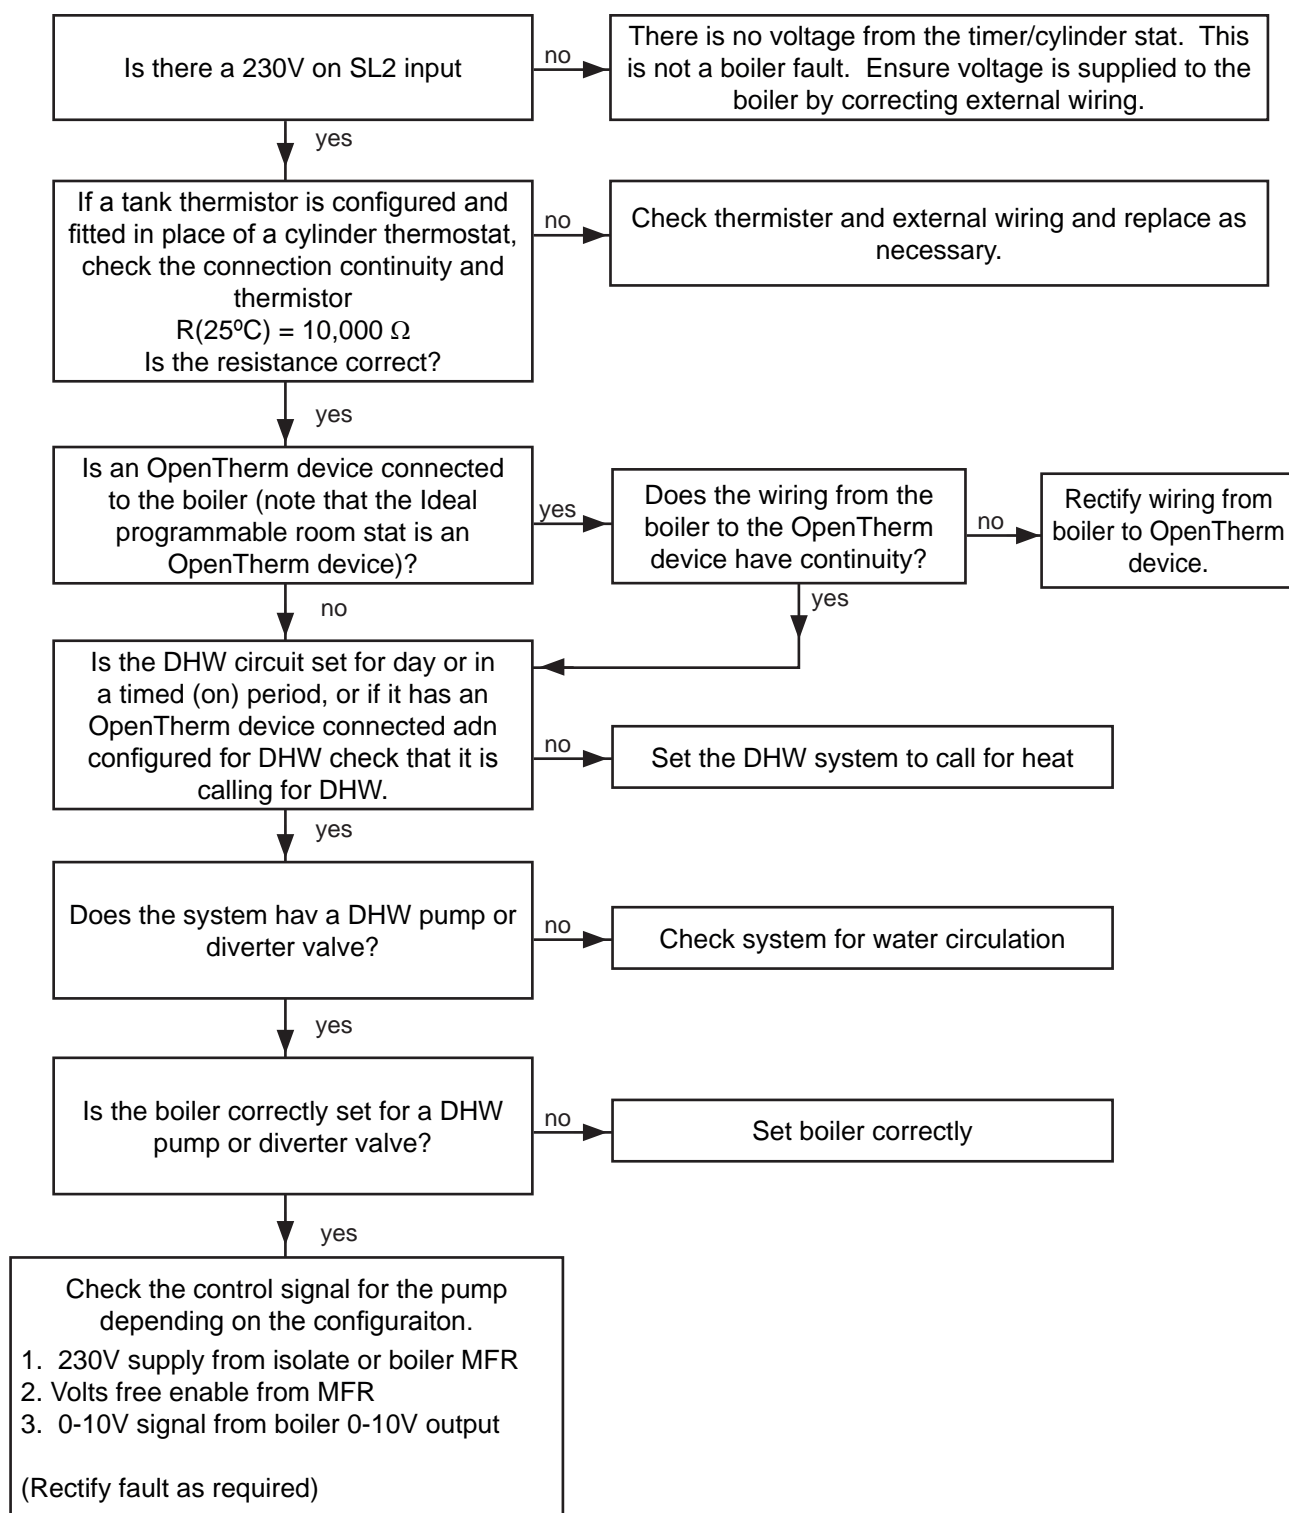 Is there a 230V on SL2 input
no
There is no voltage from the timer/cylinder stat. This
is not a boiler fault. Ensure voltage is supplied to the
boiler by correcting external wiring.
yes
If a tank thermistor is configured and
fitted in place of a cylinder thermostat,
check the connection continuity and
thermistor
R(25ºC) = 10,000 Ω
Is the resistance correct?
no
Check thermister and external wiring and replace as
necessary.
yes
Is an OpenTherm device connected
to the boiler (note that the Ideal
programmable room stat is an
OpenTherm device)?
yes
Does the wiring from the
boiler to the OpenTherm
device have continuity?
no
Rectify wiring from
boiler to OpenTherm
device.
no
yes
Is the DHW circuit set for day or in
a timed (on) period, or if it has an
OpenTherm device connected adn
configured for DHW check that it is
calling for DHW.
no
Set the DHW system to call for heat
yes
Does the system hav a DHW pump or
diverter valve?
no
Check system for water circulation
yes
Is the boiler correctly set for a DHW
pump or diverter valve?
no
Set boiler correctly
yes
Check the control signal for the pump
depending on the configuraiton.
1. 230V supply from isolate or boiler MFR
2. Volts free enable from MFR
3. 0-10V signal from boiler 0-10V output
(Rectify fault as required)